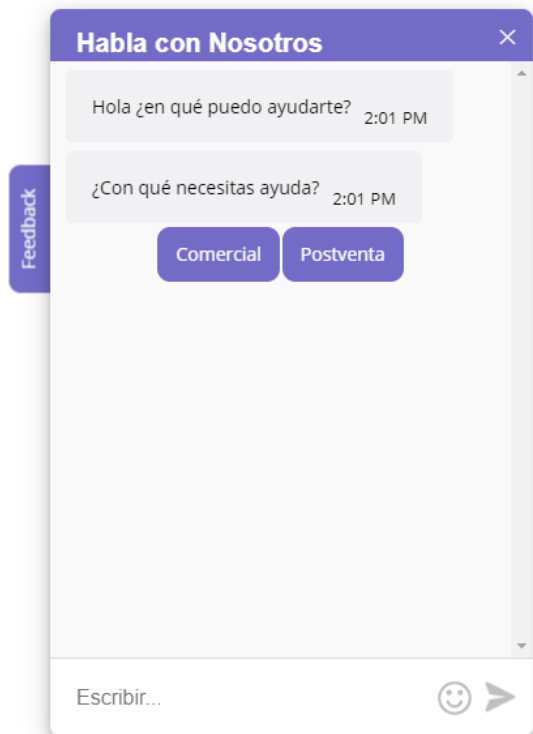 Habla con Nosotros
Hola ¿en qué puedo ayudarte? 2:01 PM
¿Con qué necesitas ayuda? 2:01 PM
Feedback
Comercial Postventa
Escribir...